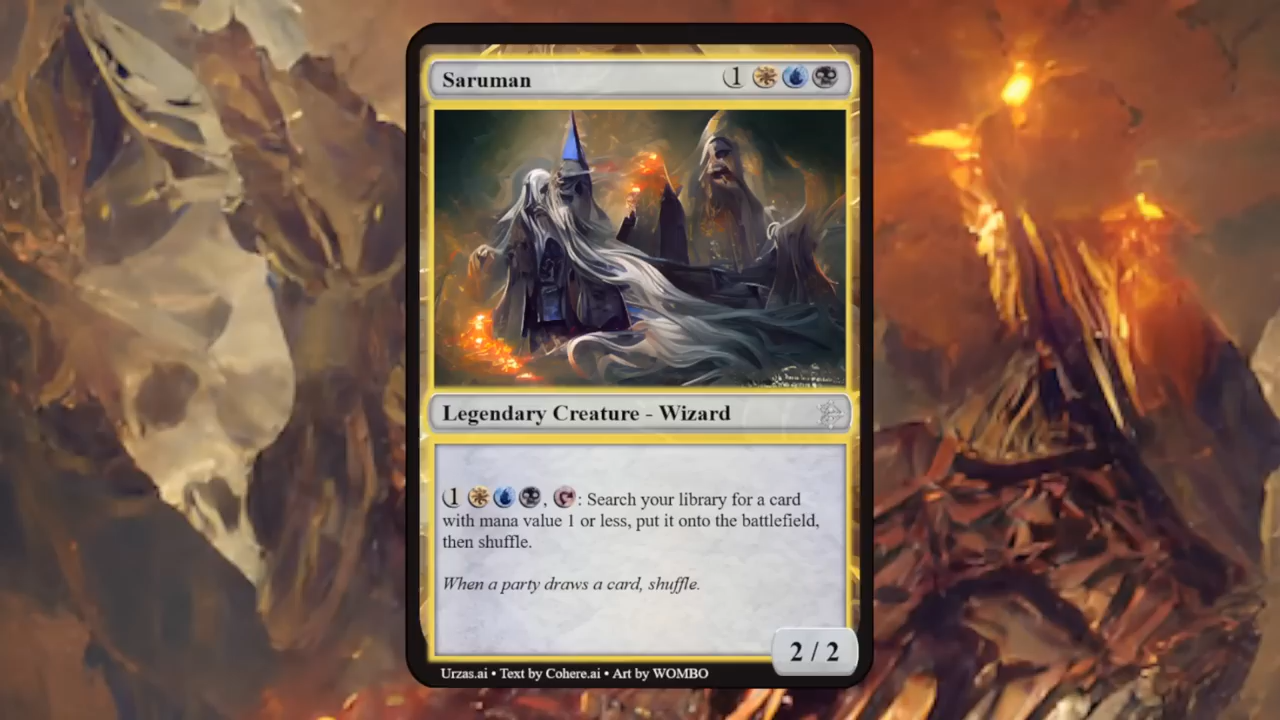 Saruman 1
Legendary Creature - Wizard
1 , : Search your library for a card
with mana value 1 or less, put it onto the battlefield,
then shuffle.
When a party draws a card, shuffle.
2 / 2
Urzas.ai • Text by Cohere.ai • Art by WOMBO